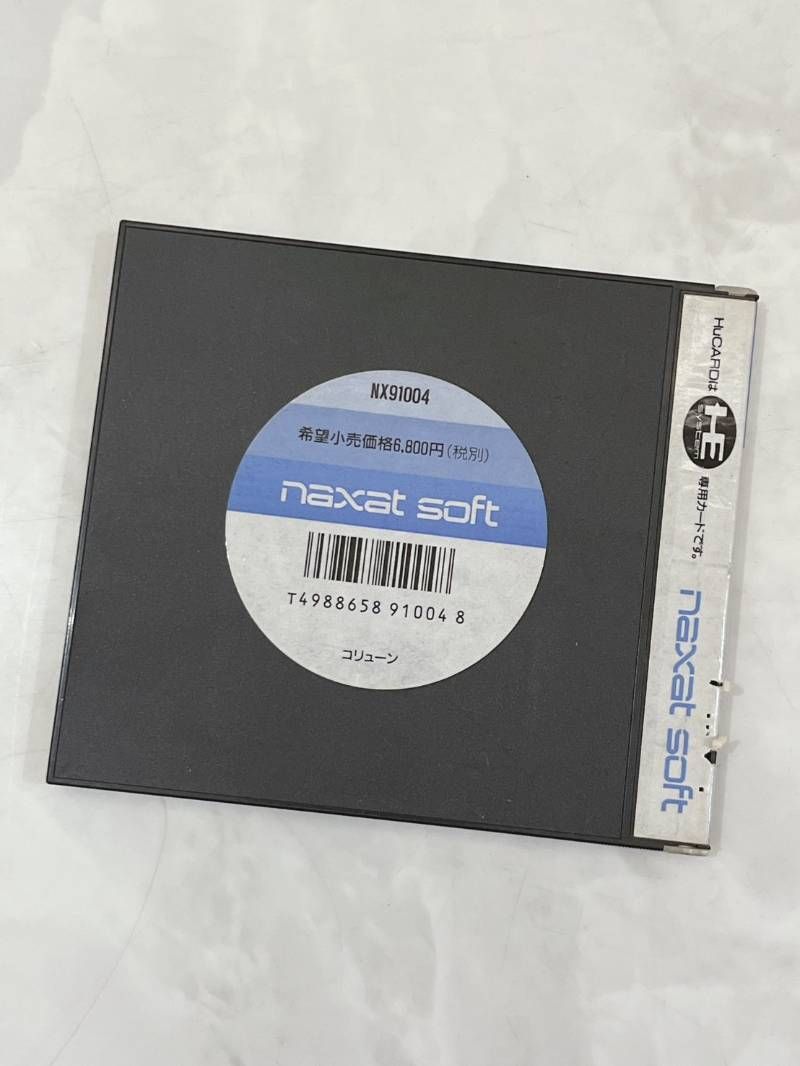 NX91004
希望小売価格6,800円(税別)
naxat soft
T4988658 91004 8
コリューン
HuCARDは
HE
system
専用カードです。
naxat soft